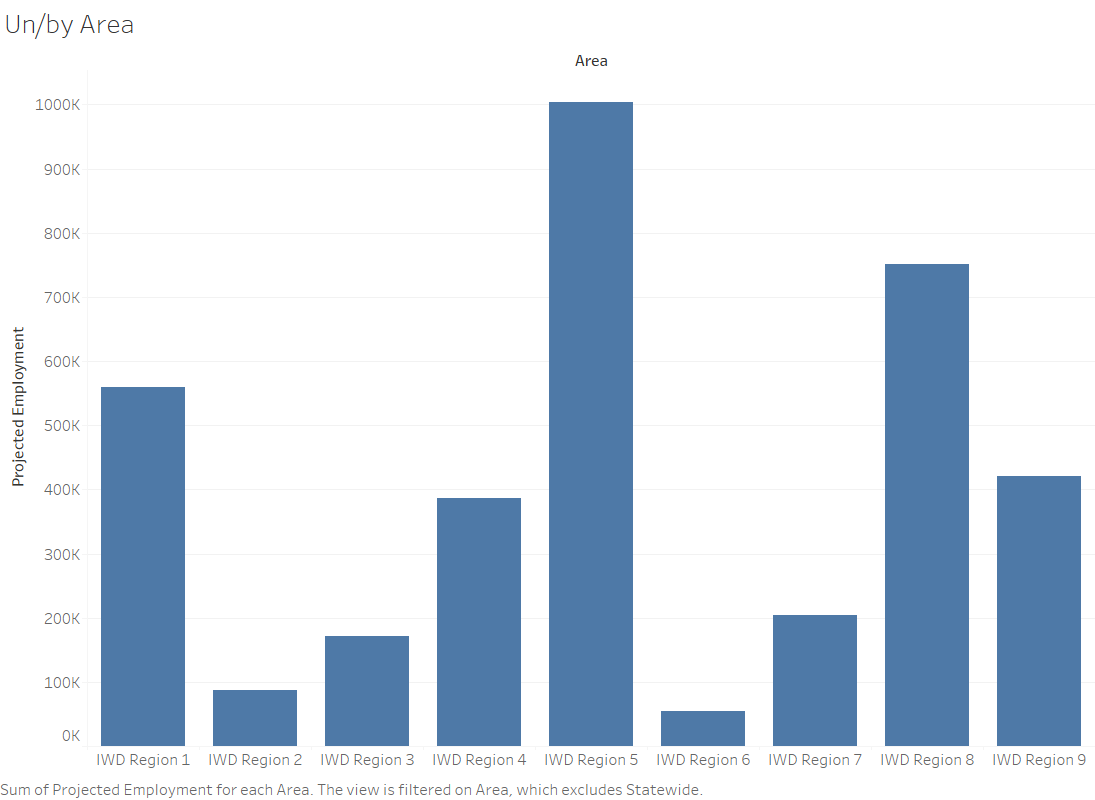 Un/by Area
Area
1000K
900K
800K
700K
600K
500K
400K
300K
200K
100K
0K
Projected Employment
IWD Region 1 IWD Region 2 IWD Region 3 IWD Region 4 IWD Region 5 IWD Region 6 IWD Region 7 IWD Region 8 IWD Region 9
Sum of Projected Employment for each Area. The view is filtered on Area, which excludes Statewide.